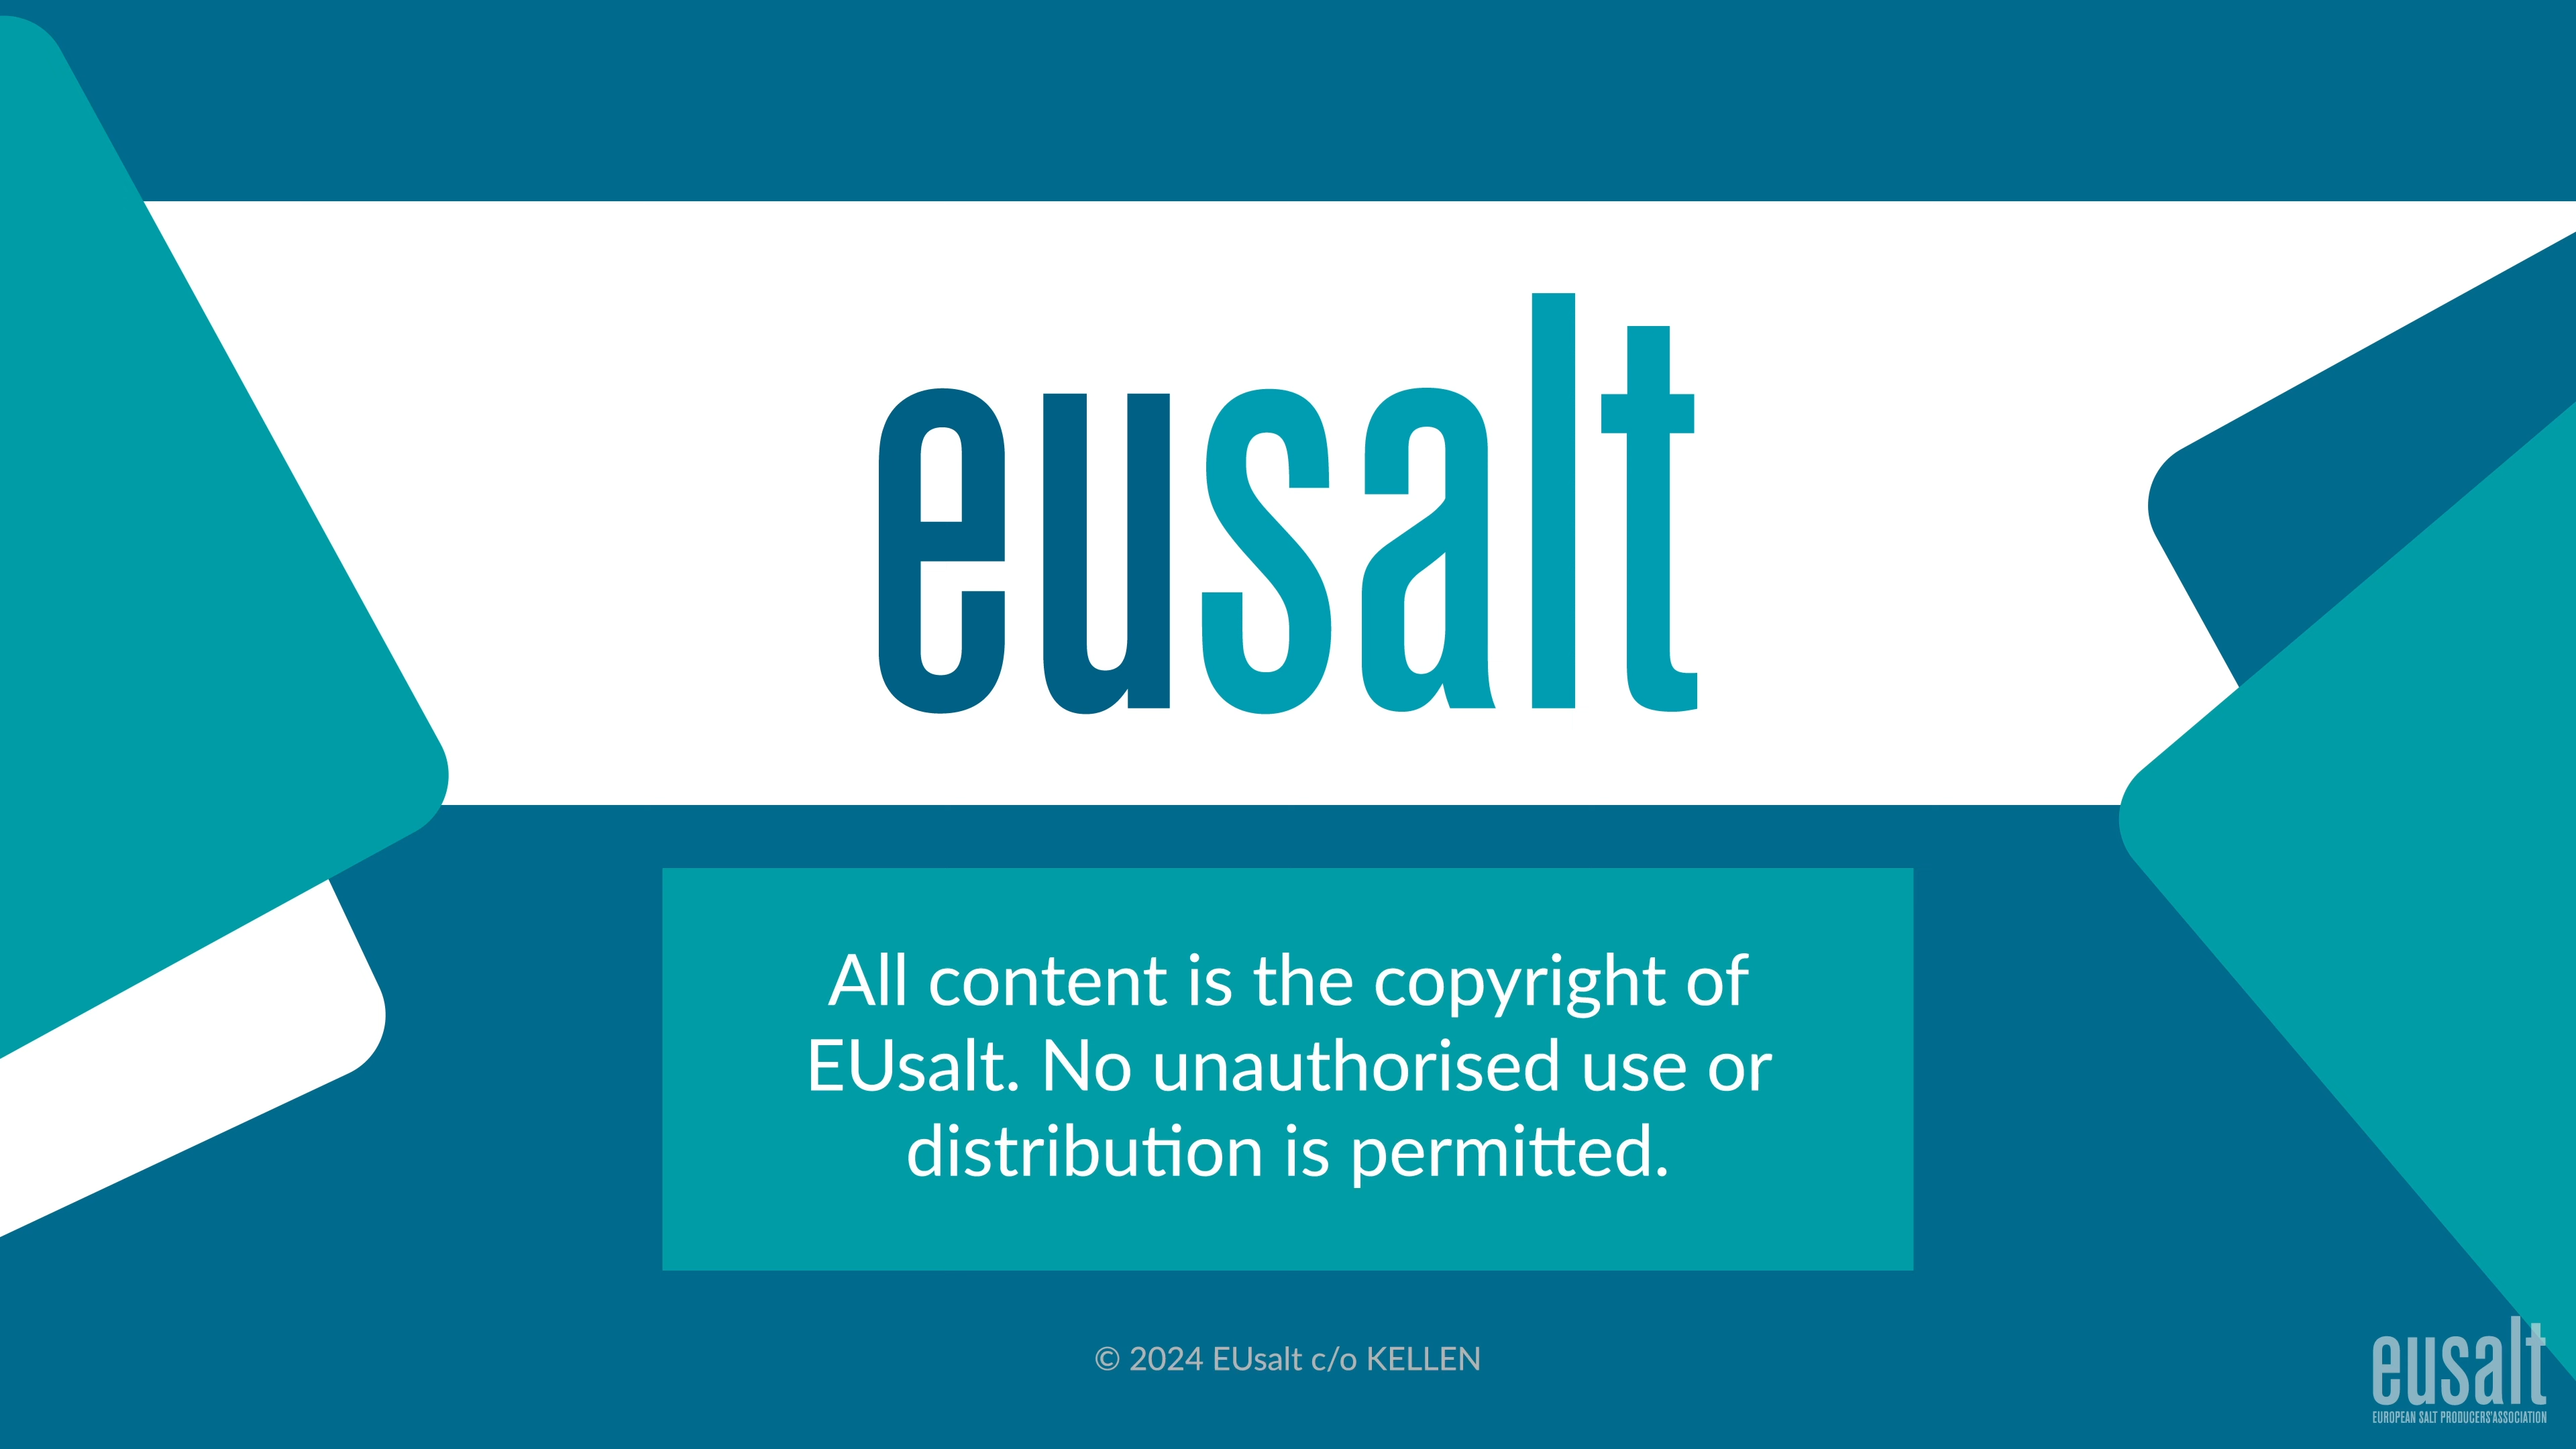 eusalt
All content is the copyright of
EUsalt. No unauthorised use or
distribution is permitted.
© 2024 EUsalt c/o KELLEN
eusalt
EUROPEAN SALT PRODUCERS'ASSOCIATION